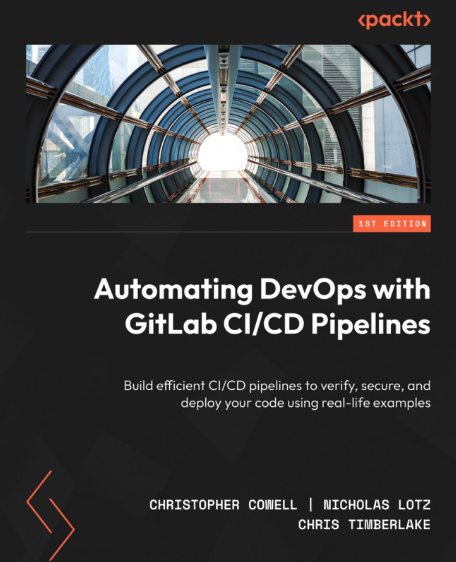 <packt>
1ST EDITION
Automating DevOps with
GitLab CI/CD Pipelines
Build efficient CI/CD pipelines to verify, secure, and
deploy your code using real-life examples
CHRISTOPHER COWELL | NICHOLAS LOTZ
CHRIS TIMBERLAKE